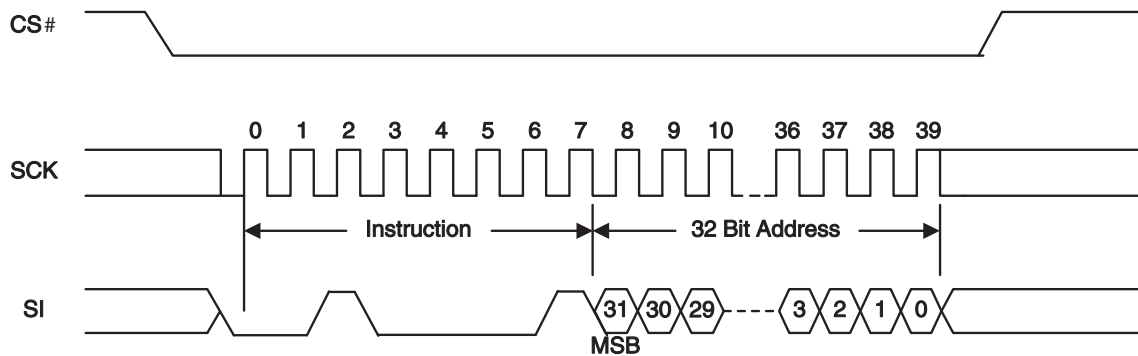 CS#
0 1 2 3 4 5 6 7 8 9 10 36 37 38 39
SCK
Instruction 32 Bit Address
SI 31 30 29 3 2 1 0
MSB